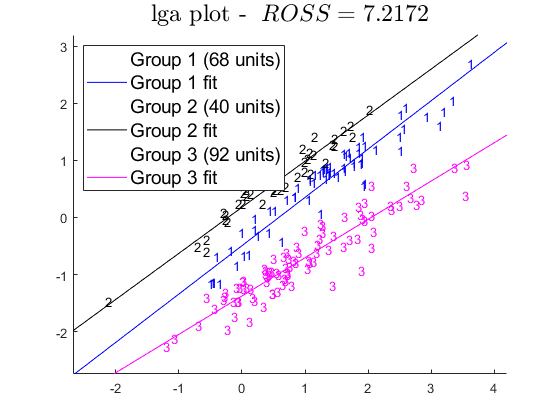 lga plot - ROSS = 7.2172
Group 1 (68 units)
Group 1 fit
Group 2 (40 units)
Group 2 fit
Group 3 (92 units)
Group 3 fit
3
2
1
0
-1
-2
-2 -1 0 1 2 3 4